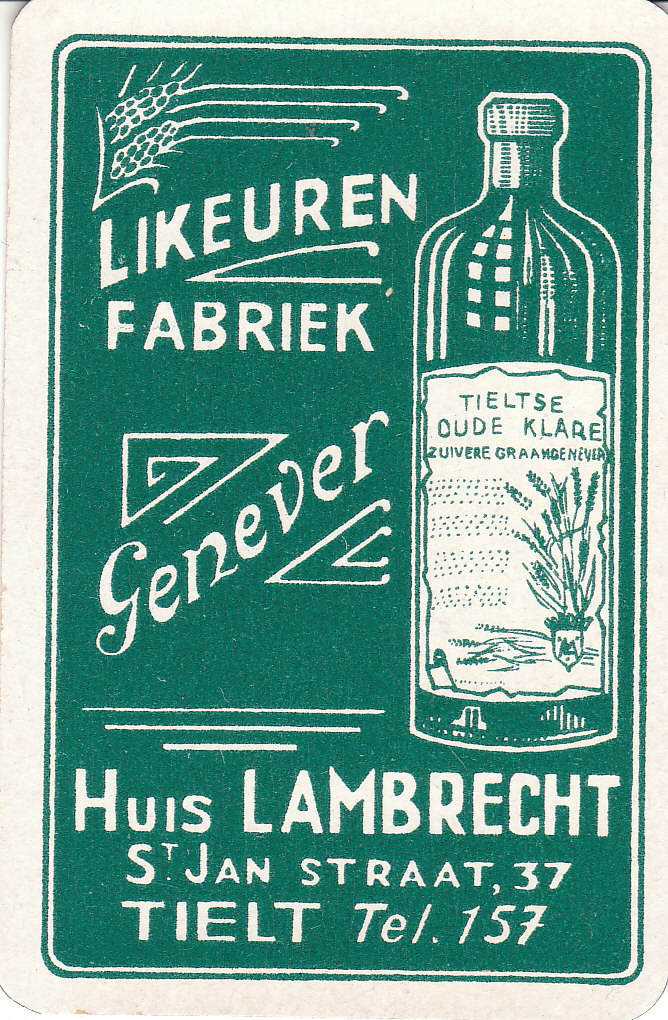 LIKEUREN
FABRIEK
Genever
TIELTSE
OUDE KLARE
ZUIVERE GRAANGENEVER
HUIS LAMBRECHT
ST. JAN STRAAT, 37
TIELT Tel. 157